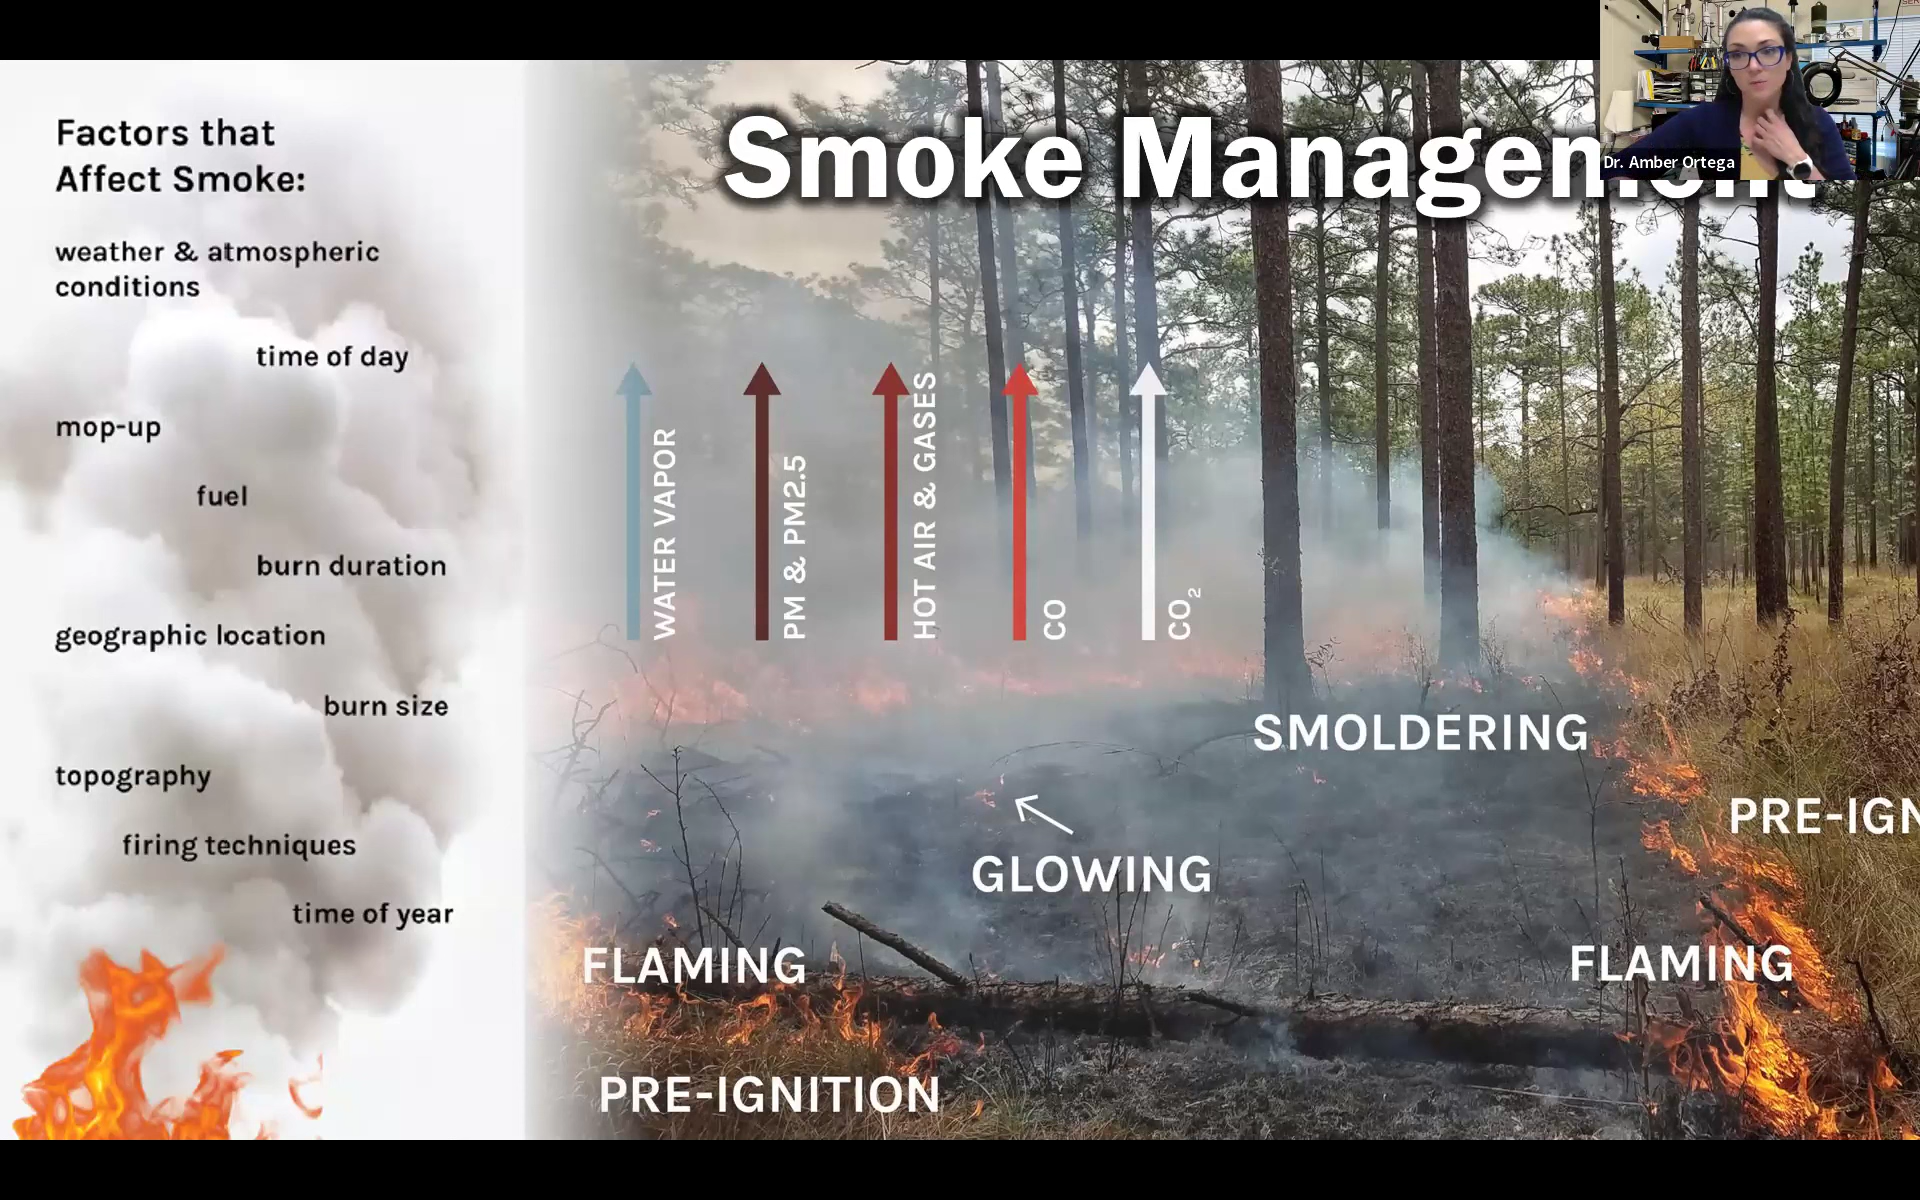 Factors that
Affect Smoke:
weather & atmospheric
conditions
time of day
mop-up
fuel
burn duration
geographic location
burn size
topography
firing techniques
time of year
Smoke Management
Dr. Amber Ortega
WATER VAPOR
PM & PM2.5
HOT AIR & GASES
CO
CO₂
SMOLDERING
PRE-IGN
GLOWING
FLAMING
FLAMING
PRE-IGNITION